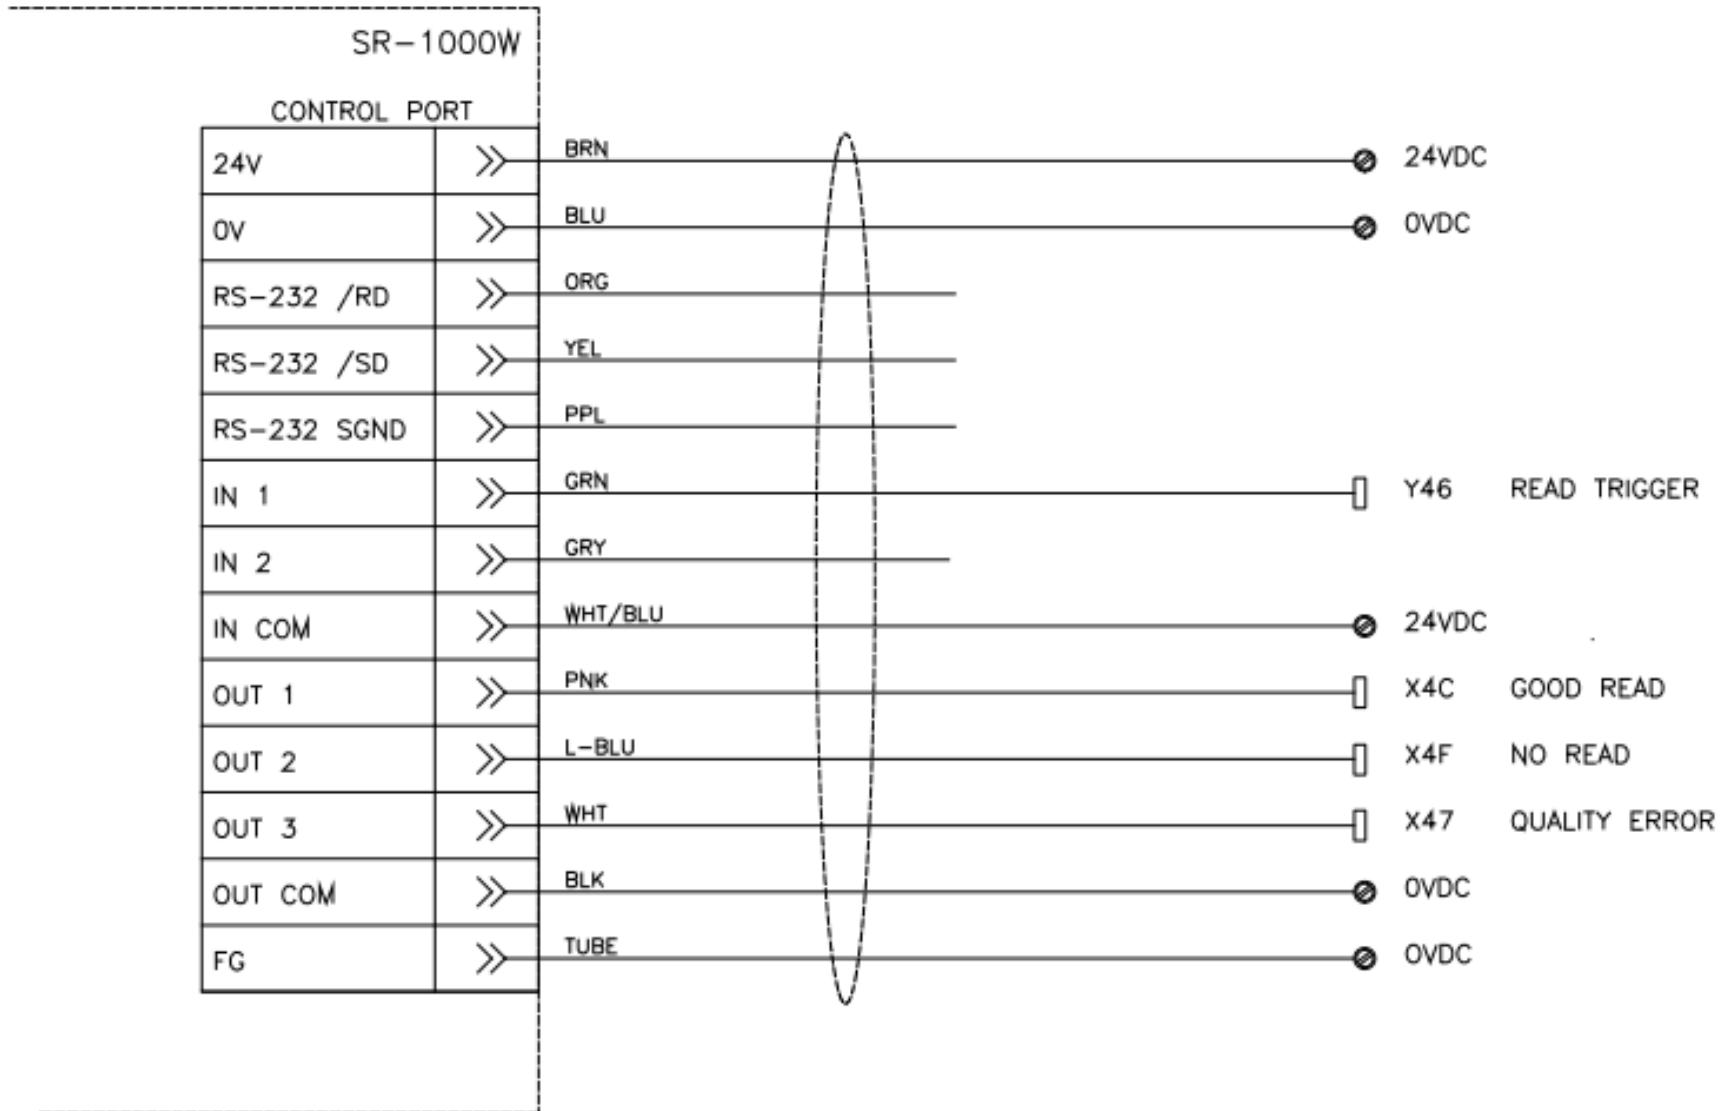 SR-1000W
CONTROL PORT
24V BRN 24VDC
0V BLU 0VDC
RS-232 /RD ORG
RS-232 /SD YEL
RS-232 SGND PPL
IN 1 GRN Y46 READ TRIGGER
IN 2 GRY
IN COM WHT/BLU 24VDC
OUT 1 PNK X4C GOOD READ
OUT 2 L-BLU X4F NO READ
OUT 3 WHT X47 QUALITY ERROR
OUT COM BLK 0VDC
FG TUBE 0VDC